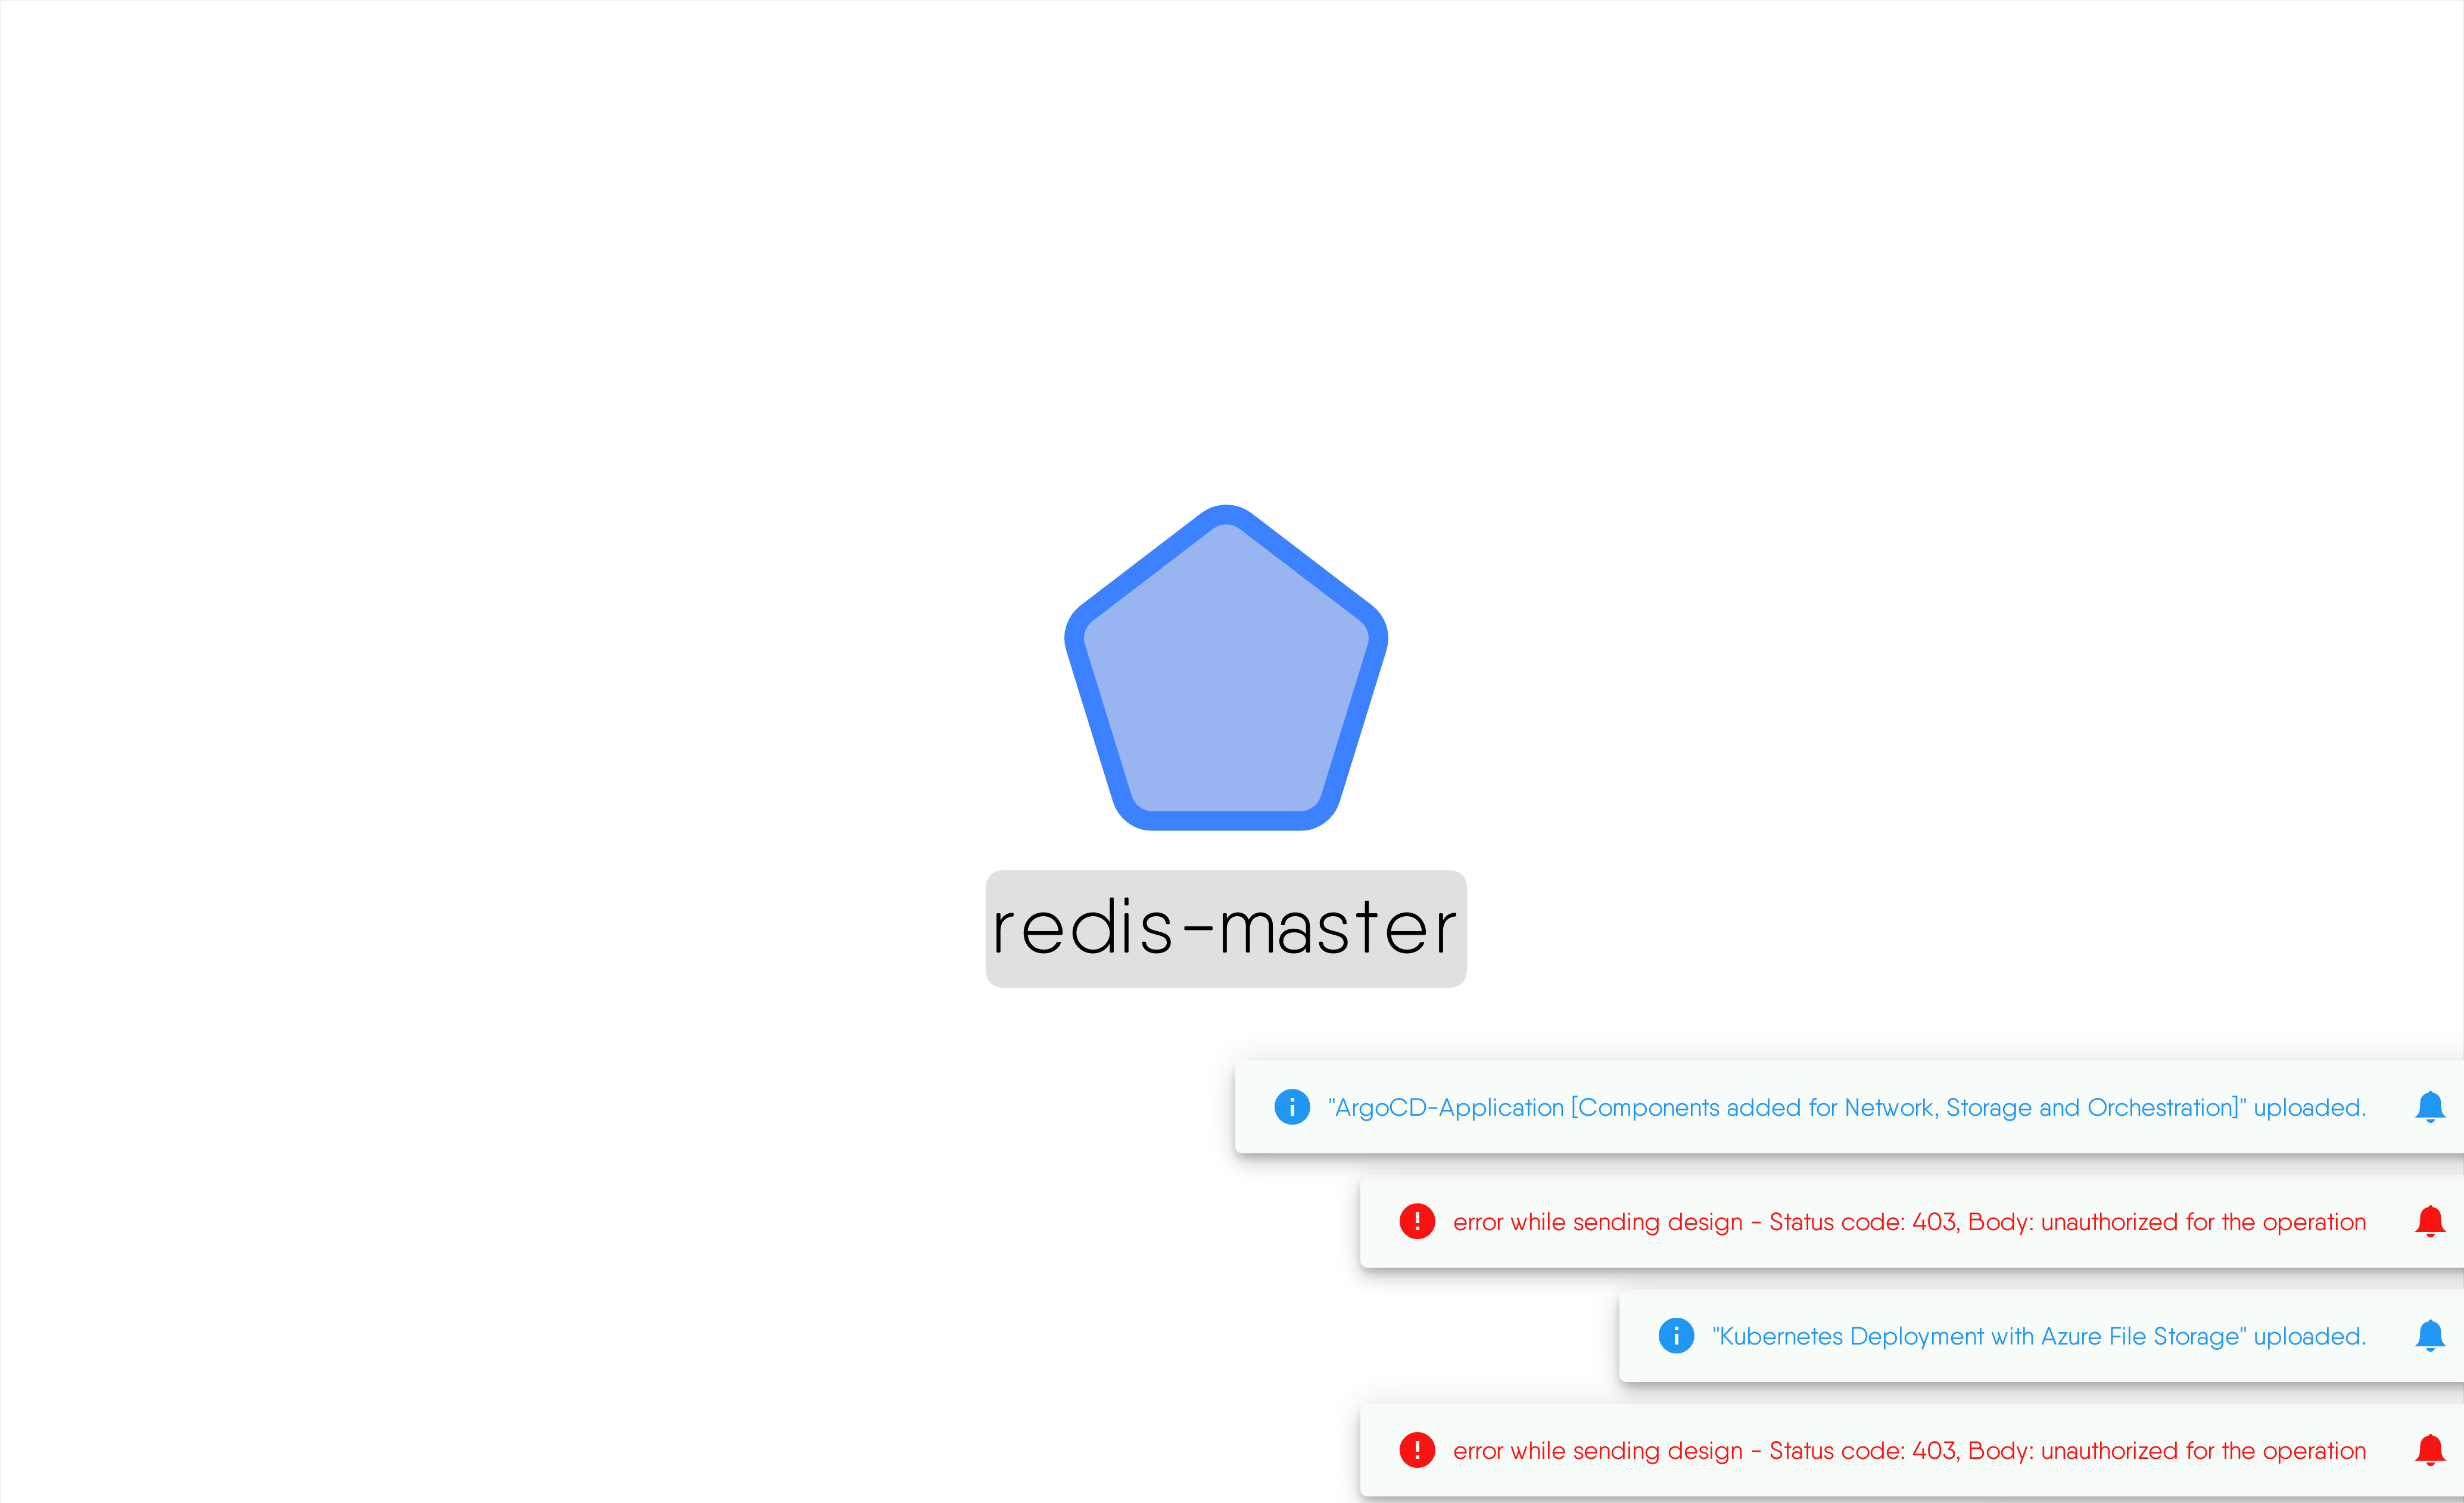 redis-master
"ArgoCD-Application [Components added for Network, Storage and Orchestration]" uploaded.
error while sending design - Status code: 403, Body: unauthorized for the operation
"Kubernetes Deployment with Azure File Storage" uploaded.
error while sending design - Status code: 403, Body: unauthorized for the operation